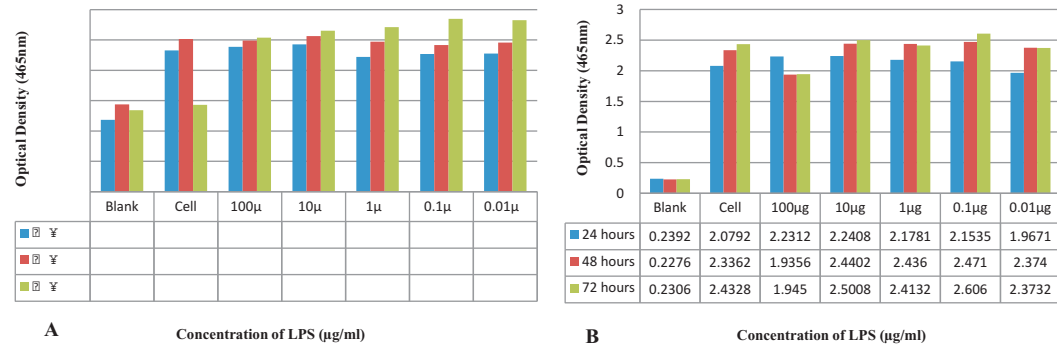 Optical Density (465nm)
Blank Cell 100µ 10µ 1µ 0.1µ 0.01µ
¥
¥
¥
A
Concentration of LPS (µg/ml)
Optical Density (465nm)
3
2.5
2
1.5
1
0.5
0
Blank Cell 100µg 10µg 1µg 0.1µg 0.01µg
24 hours 0.2392 2.0792 2.2312 2.2408 2.1781 2.1535 1.9671
48 hours 0.2276 2.3362 1.9356 2.4402 2.436 2.471 2.374
72 hours 0.2306 2.4328 1.945 2.5008 2.4132 2.606 2.3732
B
Concentration of LPS (µg/ml)